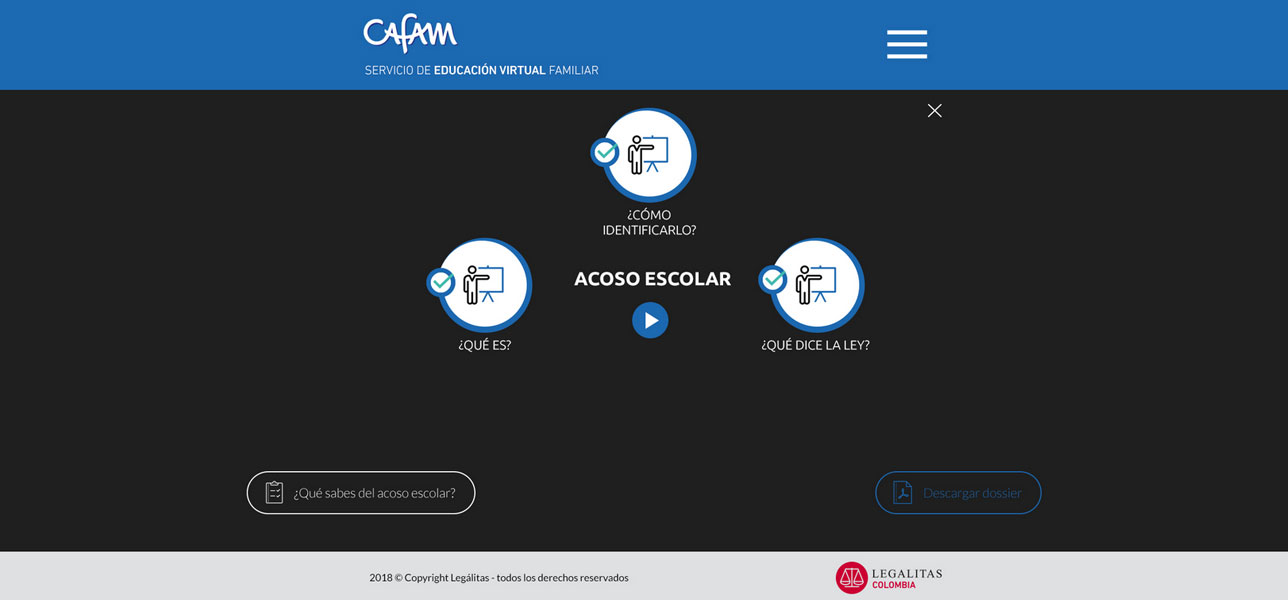 CAFAM
SERVICIO DE EDUCACIÓN VIRTUAL FAMILIAR
¿CÓMO
IDENTIFICARLO?
ACOSO ESCOLAR
¿QUÉ ES?
¿QUÉ DICE LA LEY?
¿Qué sabes del acoso escolar?
Descargar dossier
2018 © Copyright Legálitas - todos los derechos reservados
LEGALITAS
COLOMBIA